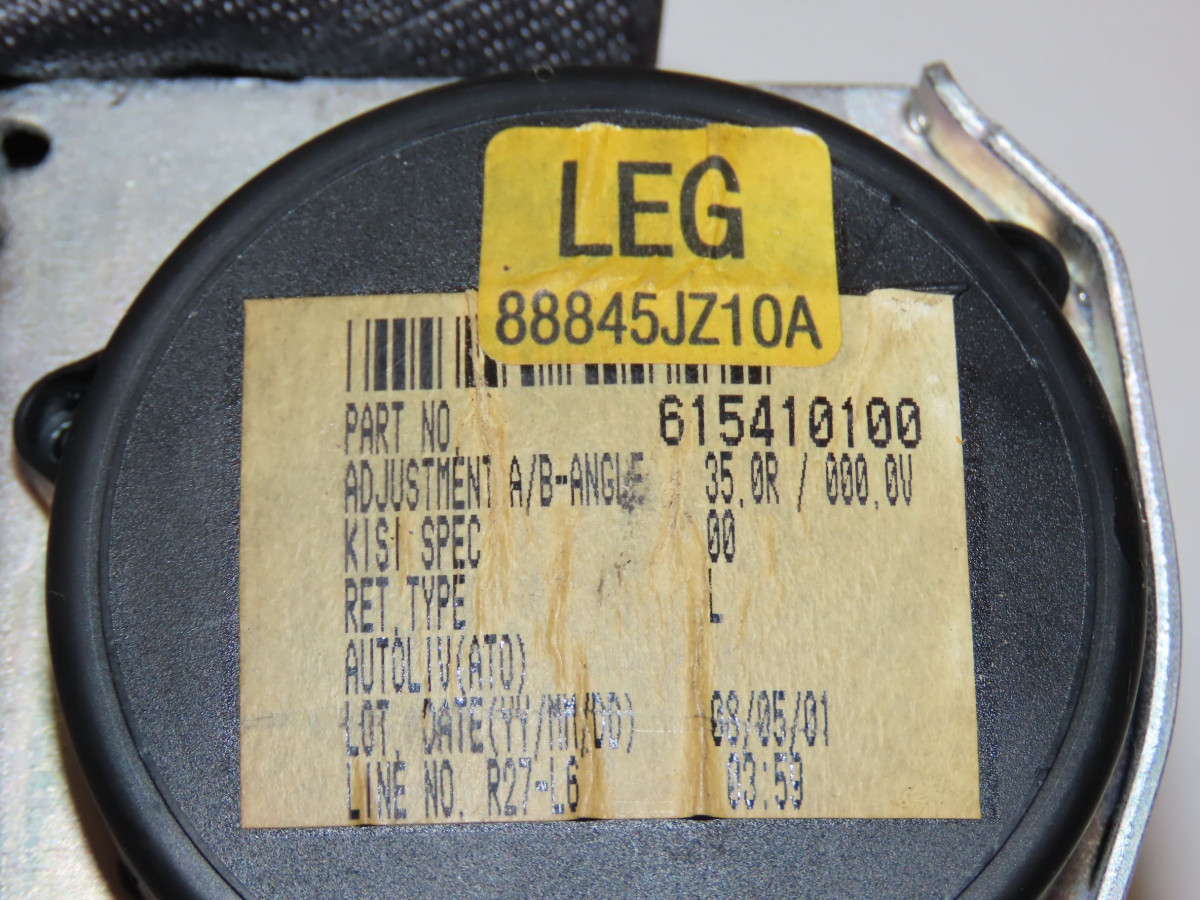 LEG
88845JZ10A
PART NO. 615410100
ADJUSTMENT A/B-ANGLE 35.0R / 000.0V
KISI SPEC 00
RET.TYPE L
AUTOLIV(ATO)
LOT. DATE(YY/MM/DD) 08/05/01
LINE NO. R27-L6 03:59